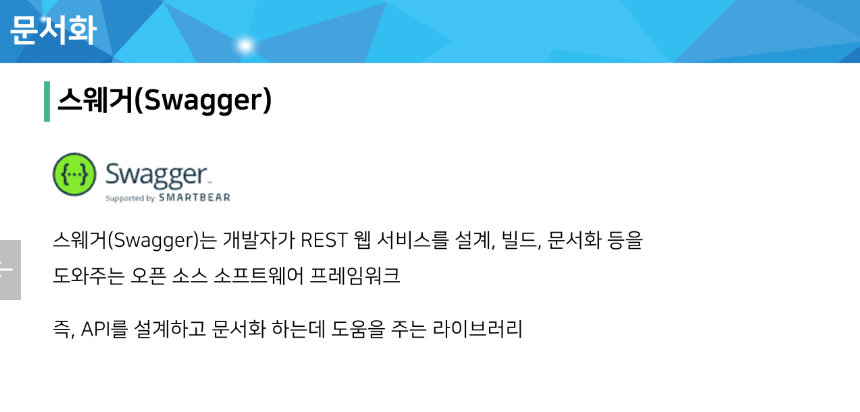 문서화
스웨거(Swagger)
{···} Swagger™
Supported by SMARTBEAR
스웨거(Swagger)는 개발자가 REST 웹 서비스를 설계, 빌드, 문서화 등을
도와주는 오픈 소스 소프트웨어 프레임워크
즉, API를 설계하고 문서화 하는데 도움을 주는 라이브러리